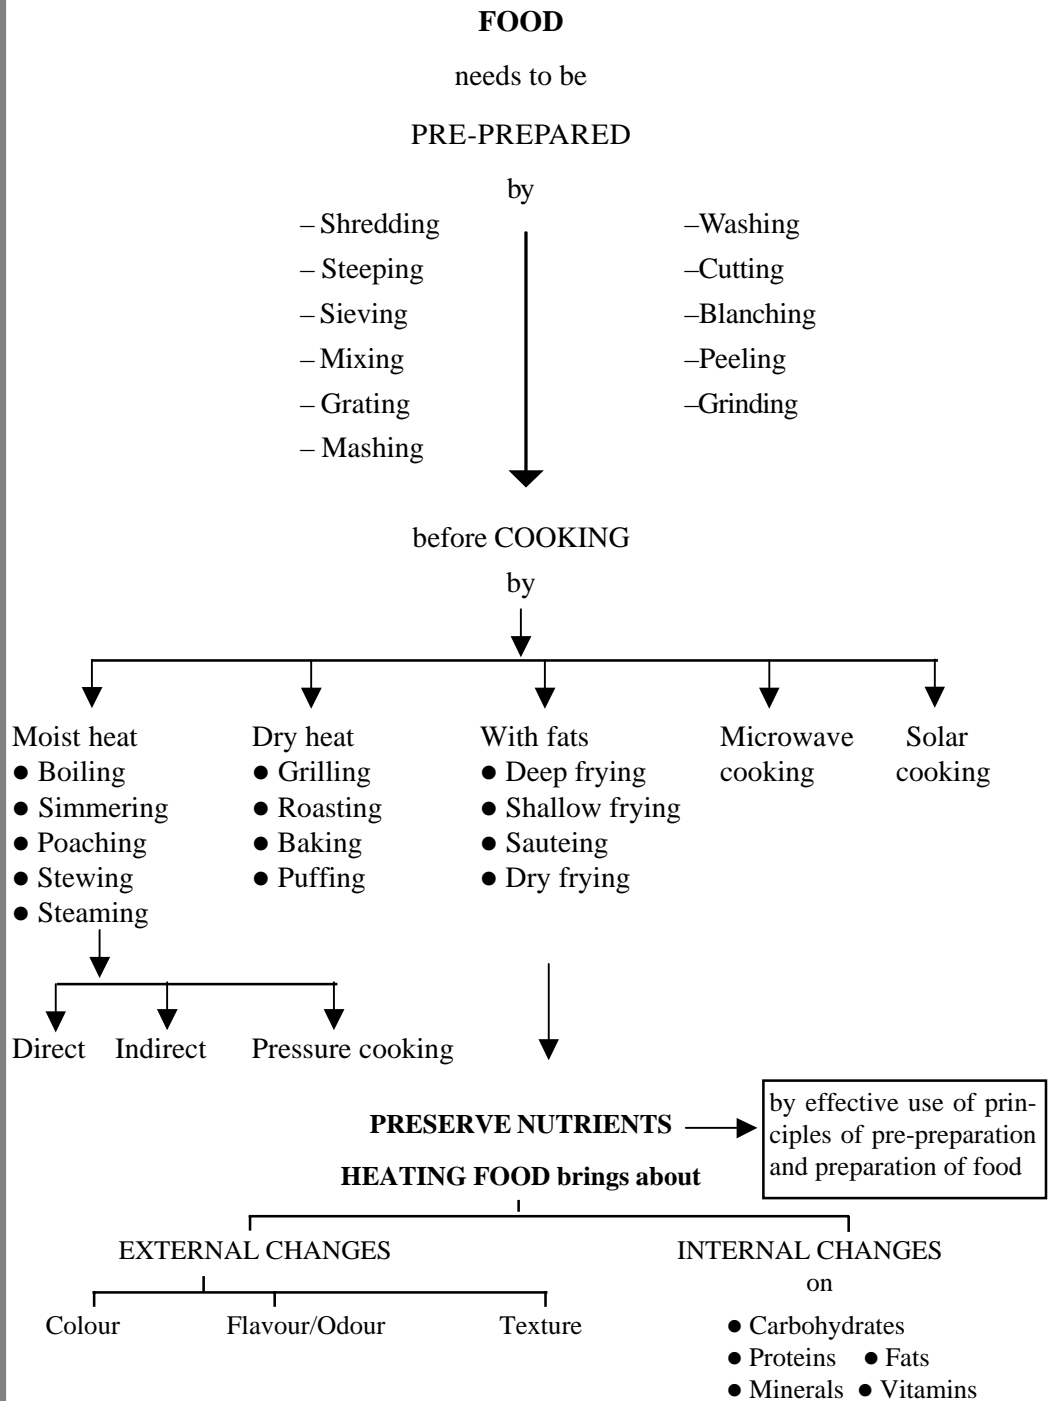 FOOD
needs to be
PRE-PREPARED
by
– Shredding
– Steeping
– Sieving
– Mixing
– Grating
– Mashing
–Washing
–Cutting
–Blanching
–Peeling
–Grinding
before COOKING
by
Moist heat
● Boiling
● Simmering
● Poaching
● Stewing
● Steaming
Dry heat
● Grilling
● Roasting
● Baking
● Puffing
With fats
● Deep frying
● Shallow frying
● Sauteing
● Dry frying
Microwave
cooking
Solar
cooking
Direct
Indirect
Pressure cooking
PRESERVE NUTRIENTS
by effective use of prin-
ciples of pre-preparation
and preparation of food
HEATING FOOD brings about
EXTERNAL CHANGES
Colour
Flavour/Odour
Texture
INTERNAL CHANGES
on
● Carbohydrates
● Proteins ● Fats
● Minerals ● Vitamins